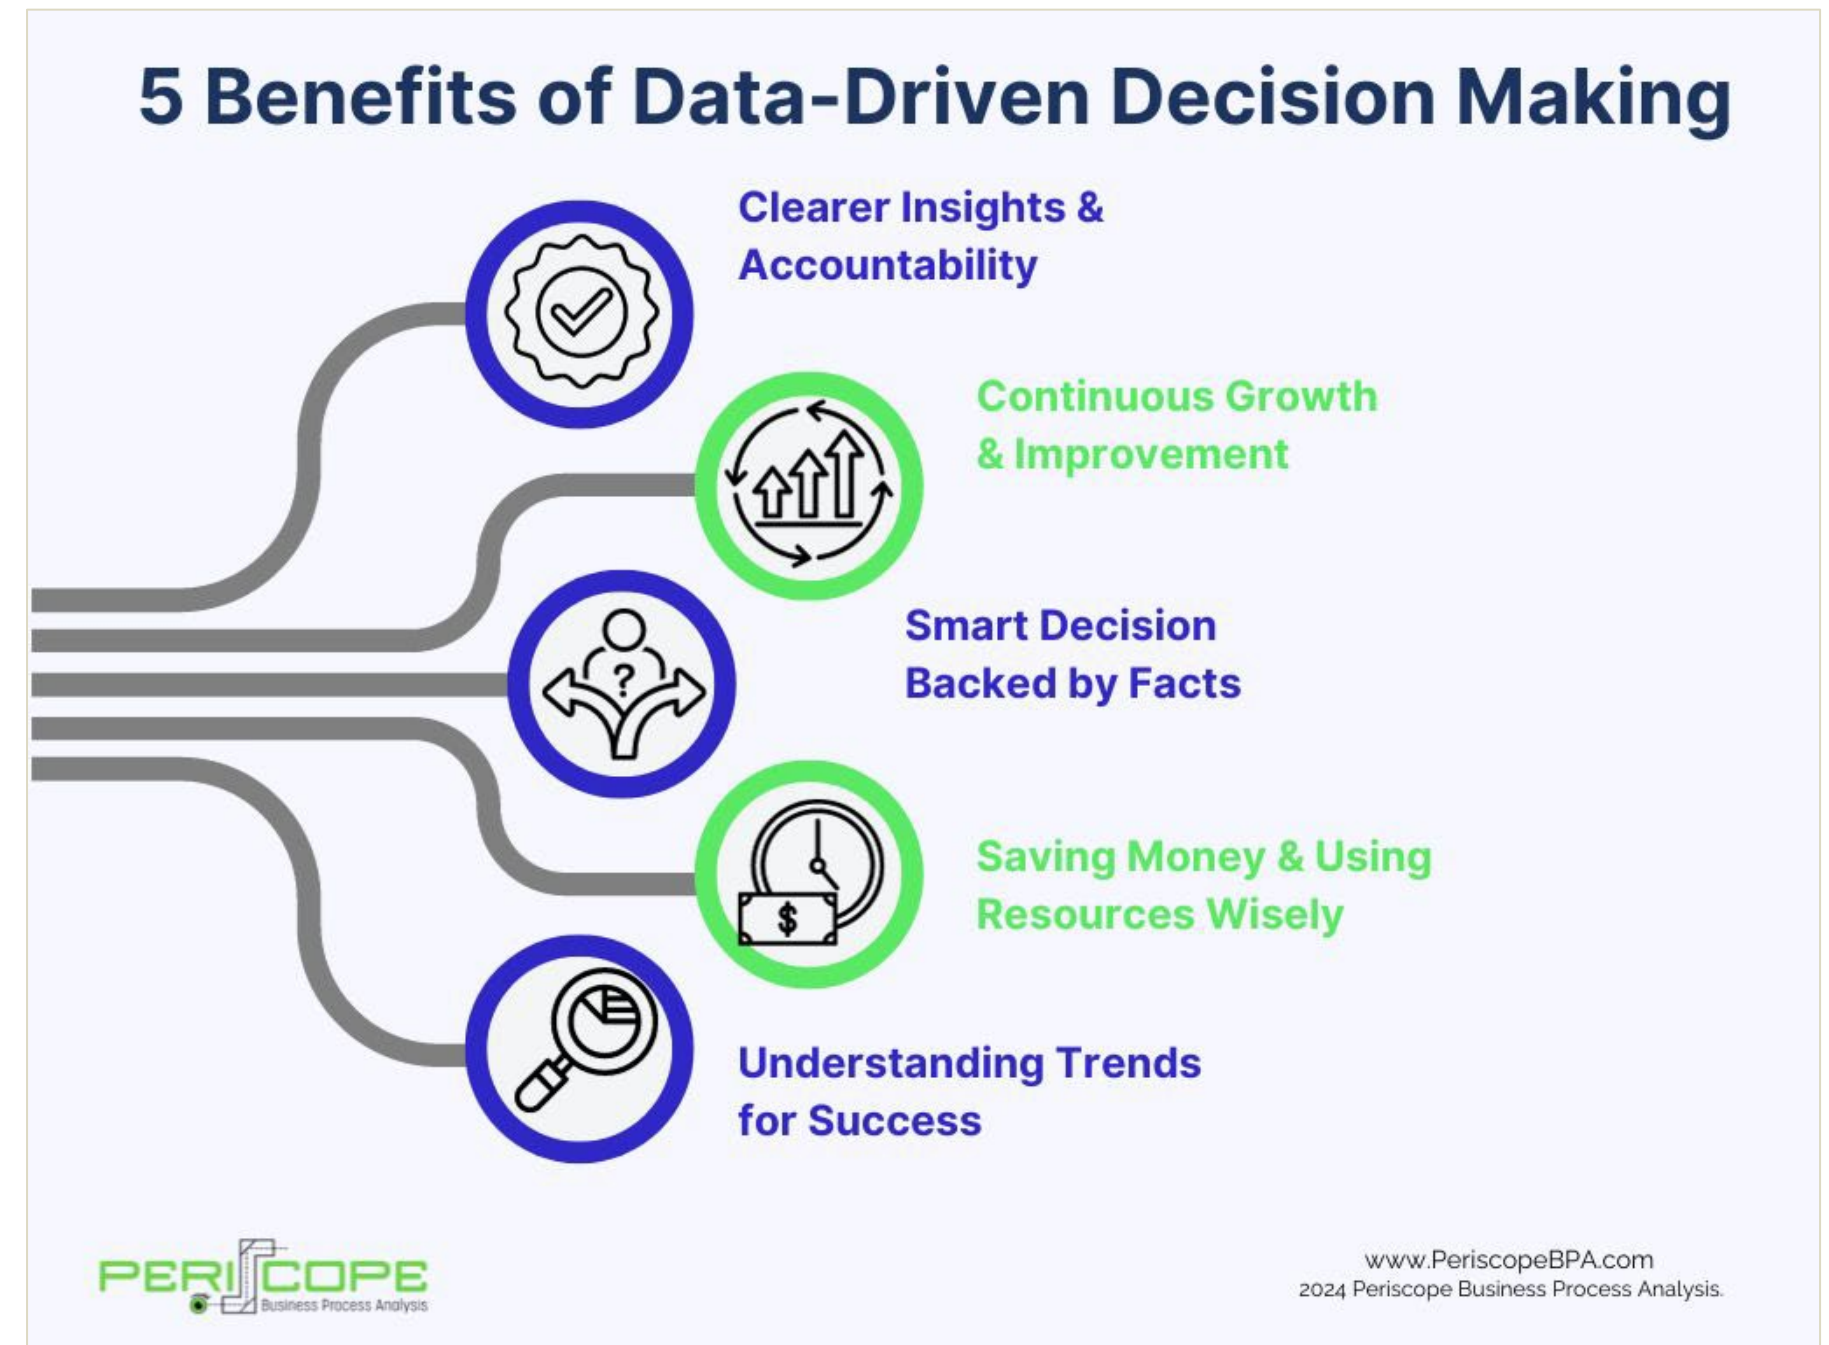 5 Benefits of Data-Driven Decision Making
Clearer Insights &
Accountability
Continuous Growth
& Improvement
?
Smart Decision
Backed by Facts
Saving Money & Using
Resources Wisely
$
Understanding Trends
for Success
PERISCOPE
Business Process Analysis
www.PeriscopeBPA.com
2024 Periscope Business Process Analysis.